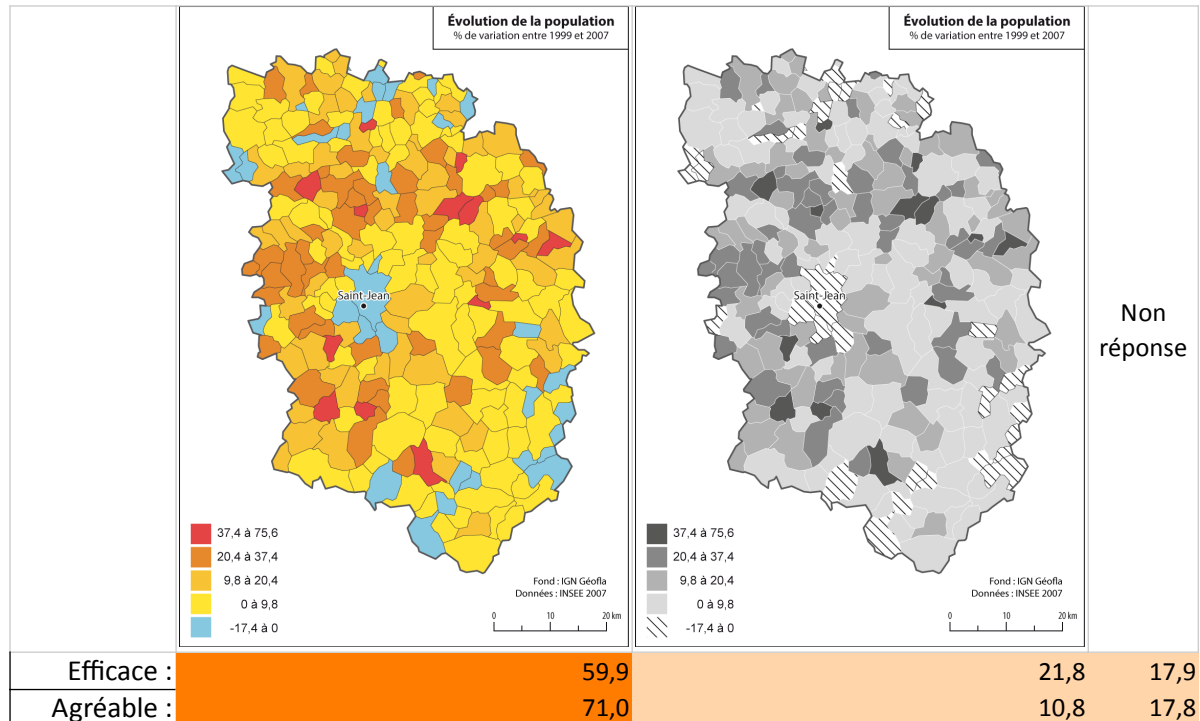 Évolution de la population
% de variation entre 1999 et 2007
Saint-Jean
37,4 à 75,6
20,4 à 37,4
9,8 à 20,4
0 à 9,8
-17,4 à 0
Fond : IGN Géofla
Données : INSEE 2007
0 10 20 km
Évolution de la population
% de variation entre 1999 et 2007
Saint-Jean
37,4 à 75,6
20,4 à 37,4
9,8 à 20,4
0 à 9,8
-17,4 à 0
Fond : IGN Géofla
Données : INSEE 2007
0 10 20 km
Non
réponse
Efficace : 59,9 21,8 17,9
Agréable : 71,0 10,8 17,8